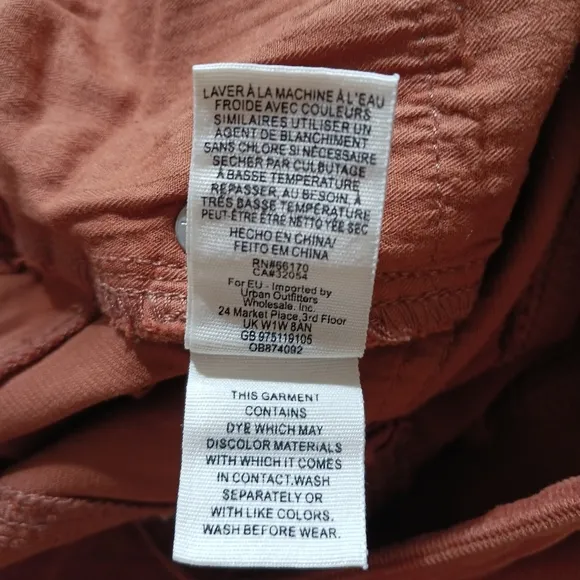 LAVER À LA MACHINE À L'EAU
FROIDE AVEC COULEURS
SIMILAIRES UTILISER UN
AGENT DE BLANCHIMENT
SANS CHLORE SI NÉCESSAIRE
SECHER PAR CULBUTAGE
À BASSE TEMPÉRATURE
REPASSER, AU BESOIN, À
TRÉS BASSE TEMPÉRATURE
PEUT-ÊTRE ÊTRE NETTOYÉE SEC
HECHO EN CHINA/
FEITO EM CHINA
RN#66170
CA#32054
For EU - Imported by
Urban Outfitters
Wholesale, Inc.
24 Market Place,3rd Floor
UK W1W 8AN
GB 975119105
OB874092
THIS GARMENT
CONTAINS
DYE WHICH MAY
DISCOLOR MATERIALS
WITH WHICH IT COMES
IN CONTACT.WASH
SEPARATELY OR
WITH LIKE COLORS.
WASH BEFORE WEAR.